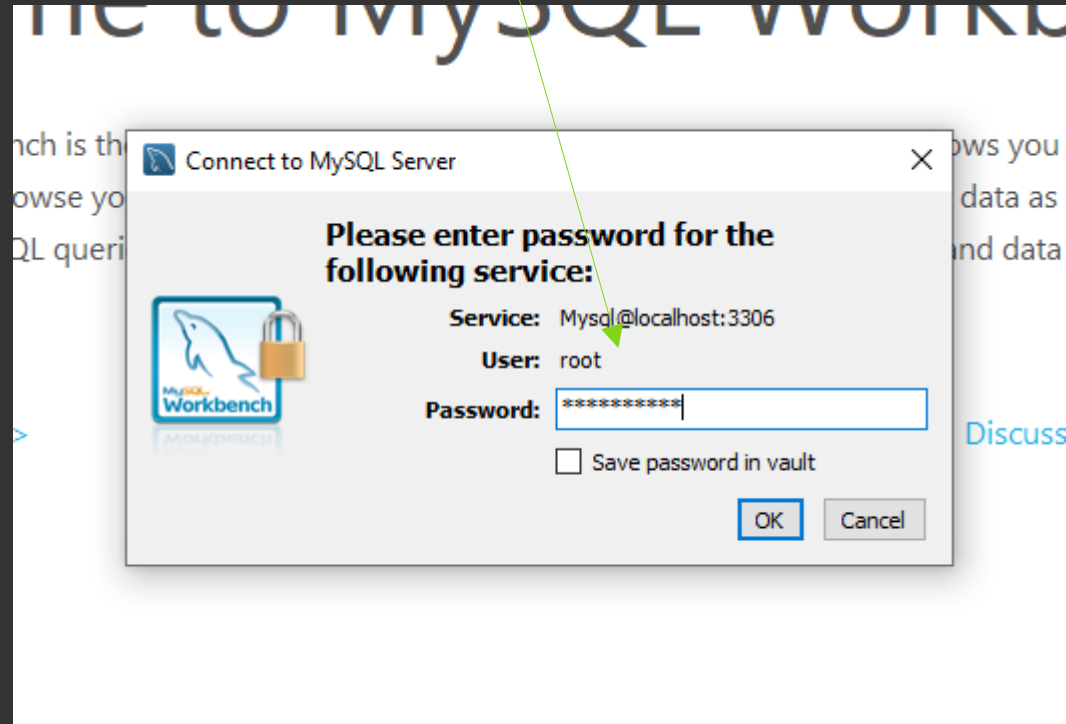 ne to MySQL Workb
nch is th
ows you
owse yo
data as
QL queri
and data
Connect to MySQL Server
Please enter password for the
following service:
Service: Mysql@localhost:3306
User: root
Password: **********
MySQL
Workbench
Save password in vault
OK Cancel
>
Discuss